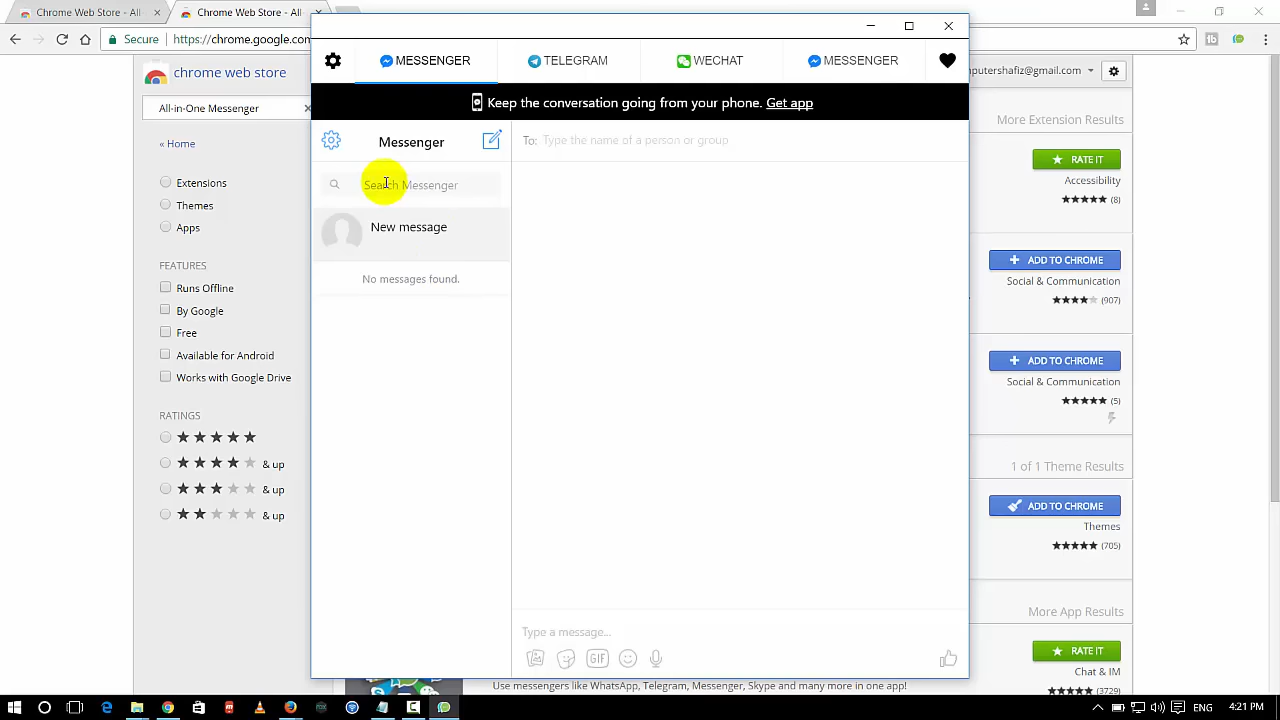 Chrome Web Store - All
Chrome Web Store - All
Secure
https://chrome.google.con
MESSENGER
TELEGRAM
WECHAT
MESSENGER
Keep the conversation going from your phone. Get app
chrome web store
putershafiz@gmail.com
All-in-One Messenger
« Home
Extensions
Themes
Apps
FEATURES
Runs Offline
By Google
Free
Available for Android
Works with Google Drive
RATINGS
& up
& up
& up
Messenger
Search Messenger
New message
No messages found.
To: Type the name of a person or group
Type a message...
GIF
More Extension Results
RATE IT
Accessibility
(8)
ADD TO CHROME
Social & Communication
(907)
ADD TO CHROME
Social & Communication
(5)
1 of 1 Theme Results
ADD TO CHROME
Themes
(705)
More App Results
RATE IT
Chat & IM
(3729)
Use messengers like WhatsApp, Telegram, Messenger, Skype and many more in one app!
ENG
4:21 PM